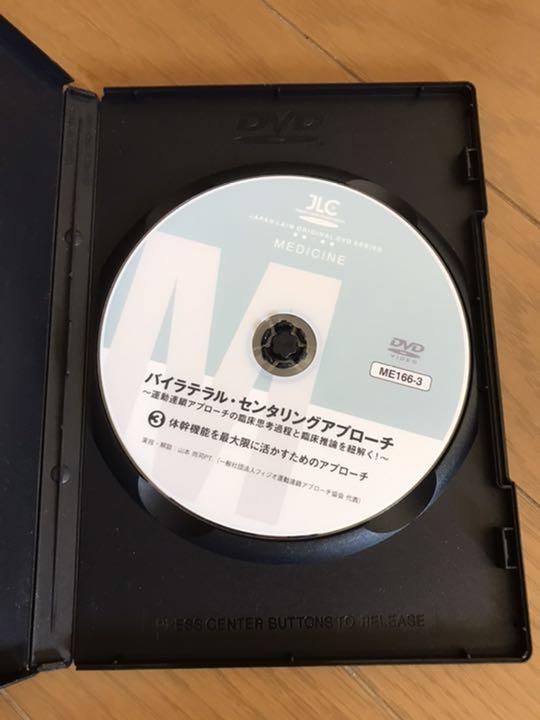 DVD
JLC
JAPAN LAIM ORIGINAL DVD SERIES
MEDICINE
M
DVD
VIDEO
ME166-3
バイラテラル・センタリングアプローチ
～運動連鎖アプローチの臨床思考過程と臨床推論を紐解く!～
3 体幹機能を最大限に活かすためのアプローチ
実技・解説：山本 尚司PT.（一般社団法人フィジオ運動連鎖アプローチ協会 代表）
PRESS CENTER BUTTONS TO RELEASE